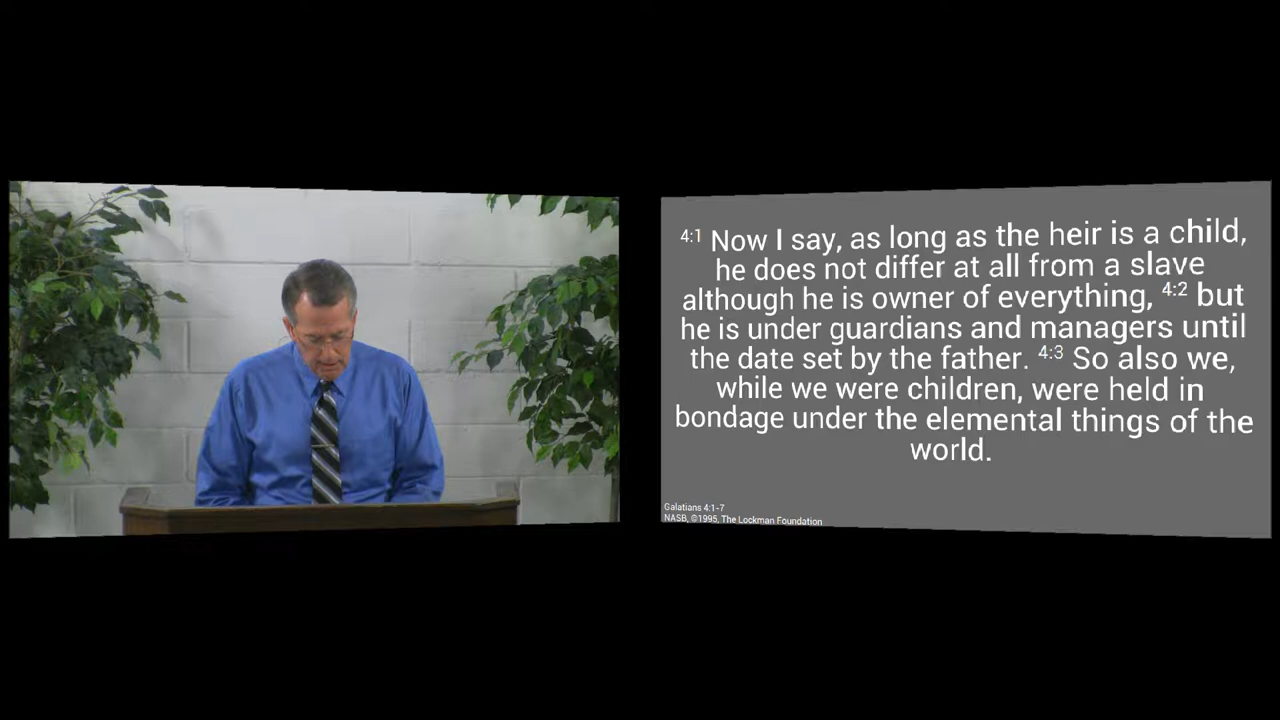 4:1 Now I say, as long as the heir is a child,
he does not differ at all from a slave
although he is owner of everything, 4:2 but
he is under guardians and managers until
the date set by the father. 4:3 So also we,
while we were children, were held in
bondage under the elemental things of the
world.
Galatians 4:1-7
NASB, ©1995, The Lockman Foundation